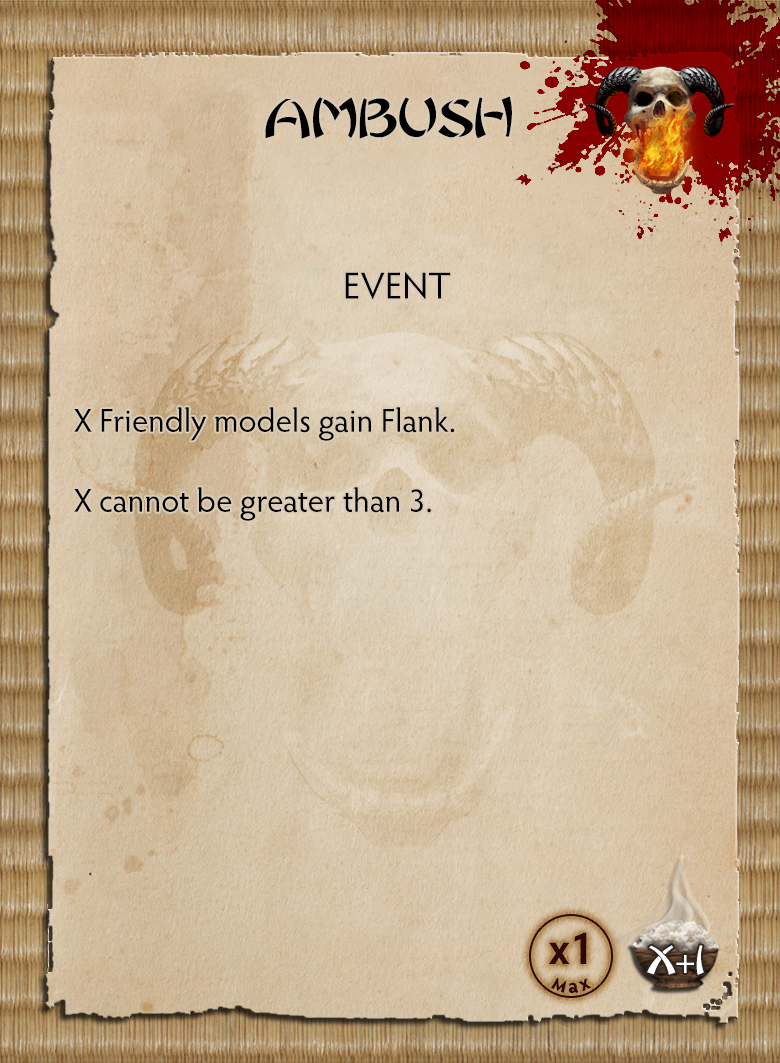 AMBUSH
EVENT
X Friendly models gain Flank.
X cannot be greater than 3.
x1
Max
X+1